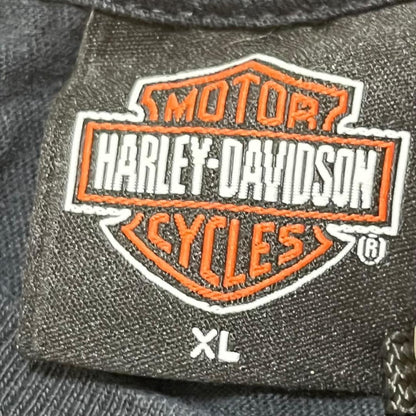 MOTOR
HARLEY-DAVIDSON
CYCLES
®
XL